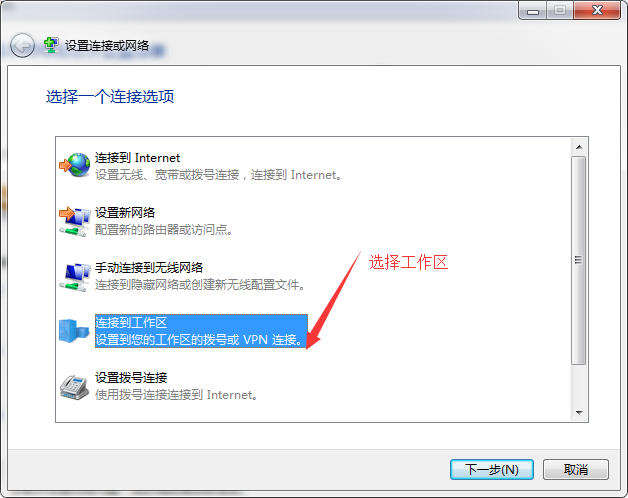 设置连接或网络
选择一个连接选项
连接到 Internet
设置无线、宽带或拨号连接，连接到 Internet。
设置新网络
配置新的路由器或访问点。
手动连接到无线网络
连接到隐藏网络或创建新无线配置文件。
选择工作区
连接到工作区
设置到您的工作区的拨号或 VPN 连接。
设置拨号连接
使用拨号连接连接到 Internet。
下一步(N)
取消